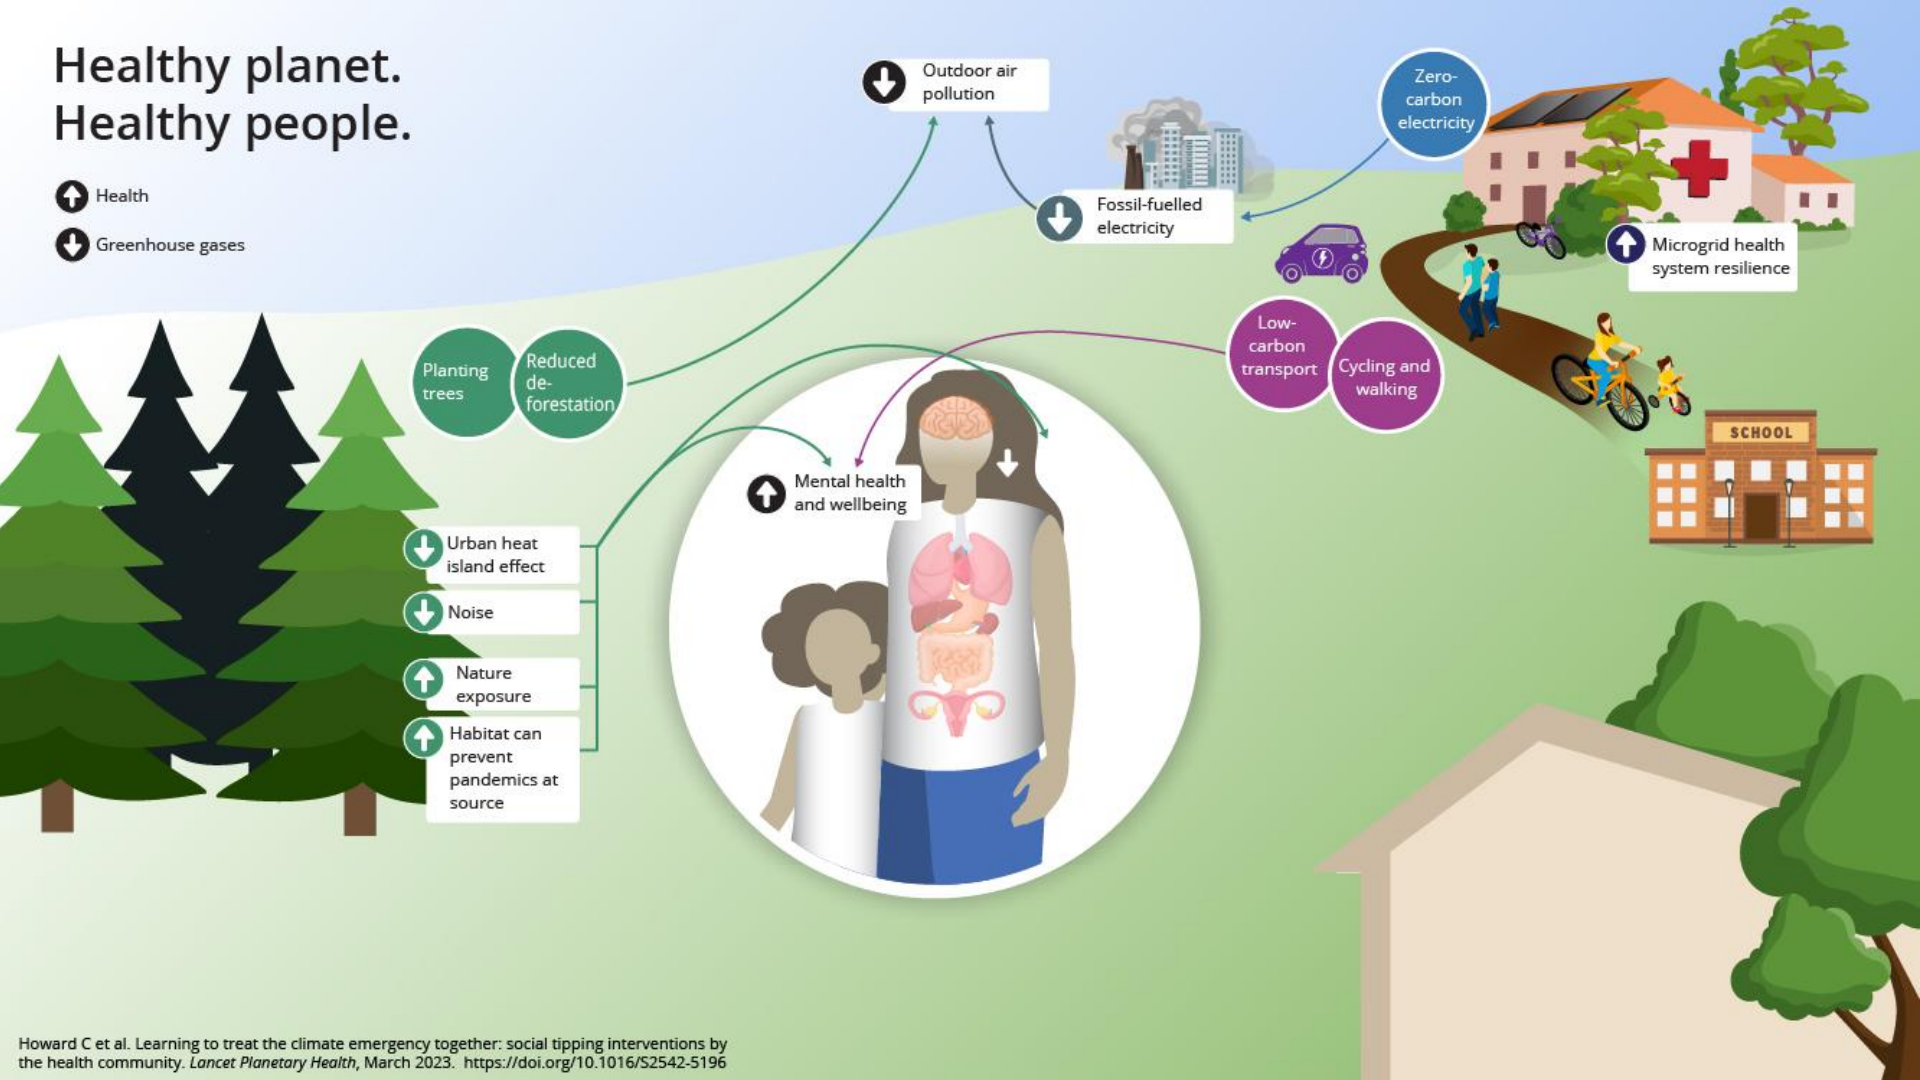 Healthy planet.
Healthy people.
Health
Greenhouse gases
Outdoor air
pollution
Fossil-fuelled
electricity
Zero-
carbon
electricity
Microgrid health
system resilience
Planting
trees
Reduced
de-
forestation
Low-
carbon
transport
Cycling and
walking
SCHOOL
Mental health
and wellbeing
Urban heat
island effect
Noise
Nature
exposure
Habitat can
prevent
pandemics at
source
Howard C et al. Learning to treat the climate emergency together: social tipping interventions by
the health community. Lancet Planetary Health, March 2023. https://doi.org/10.1016/S2542-5196